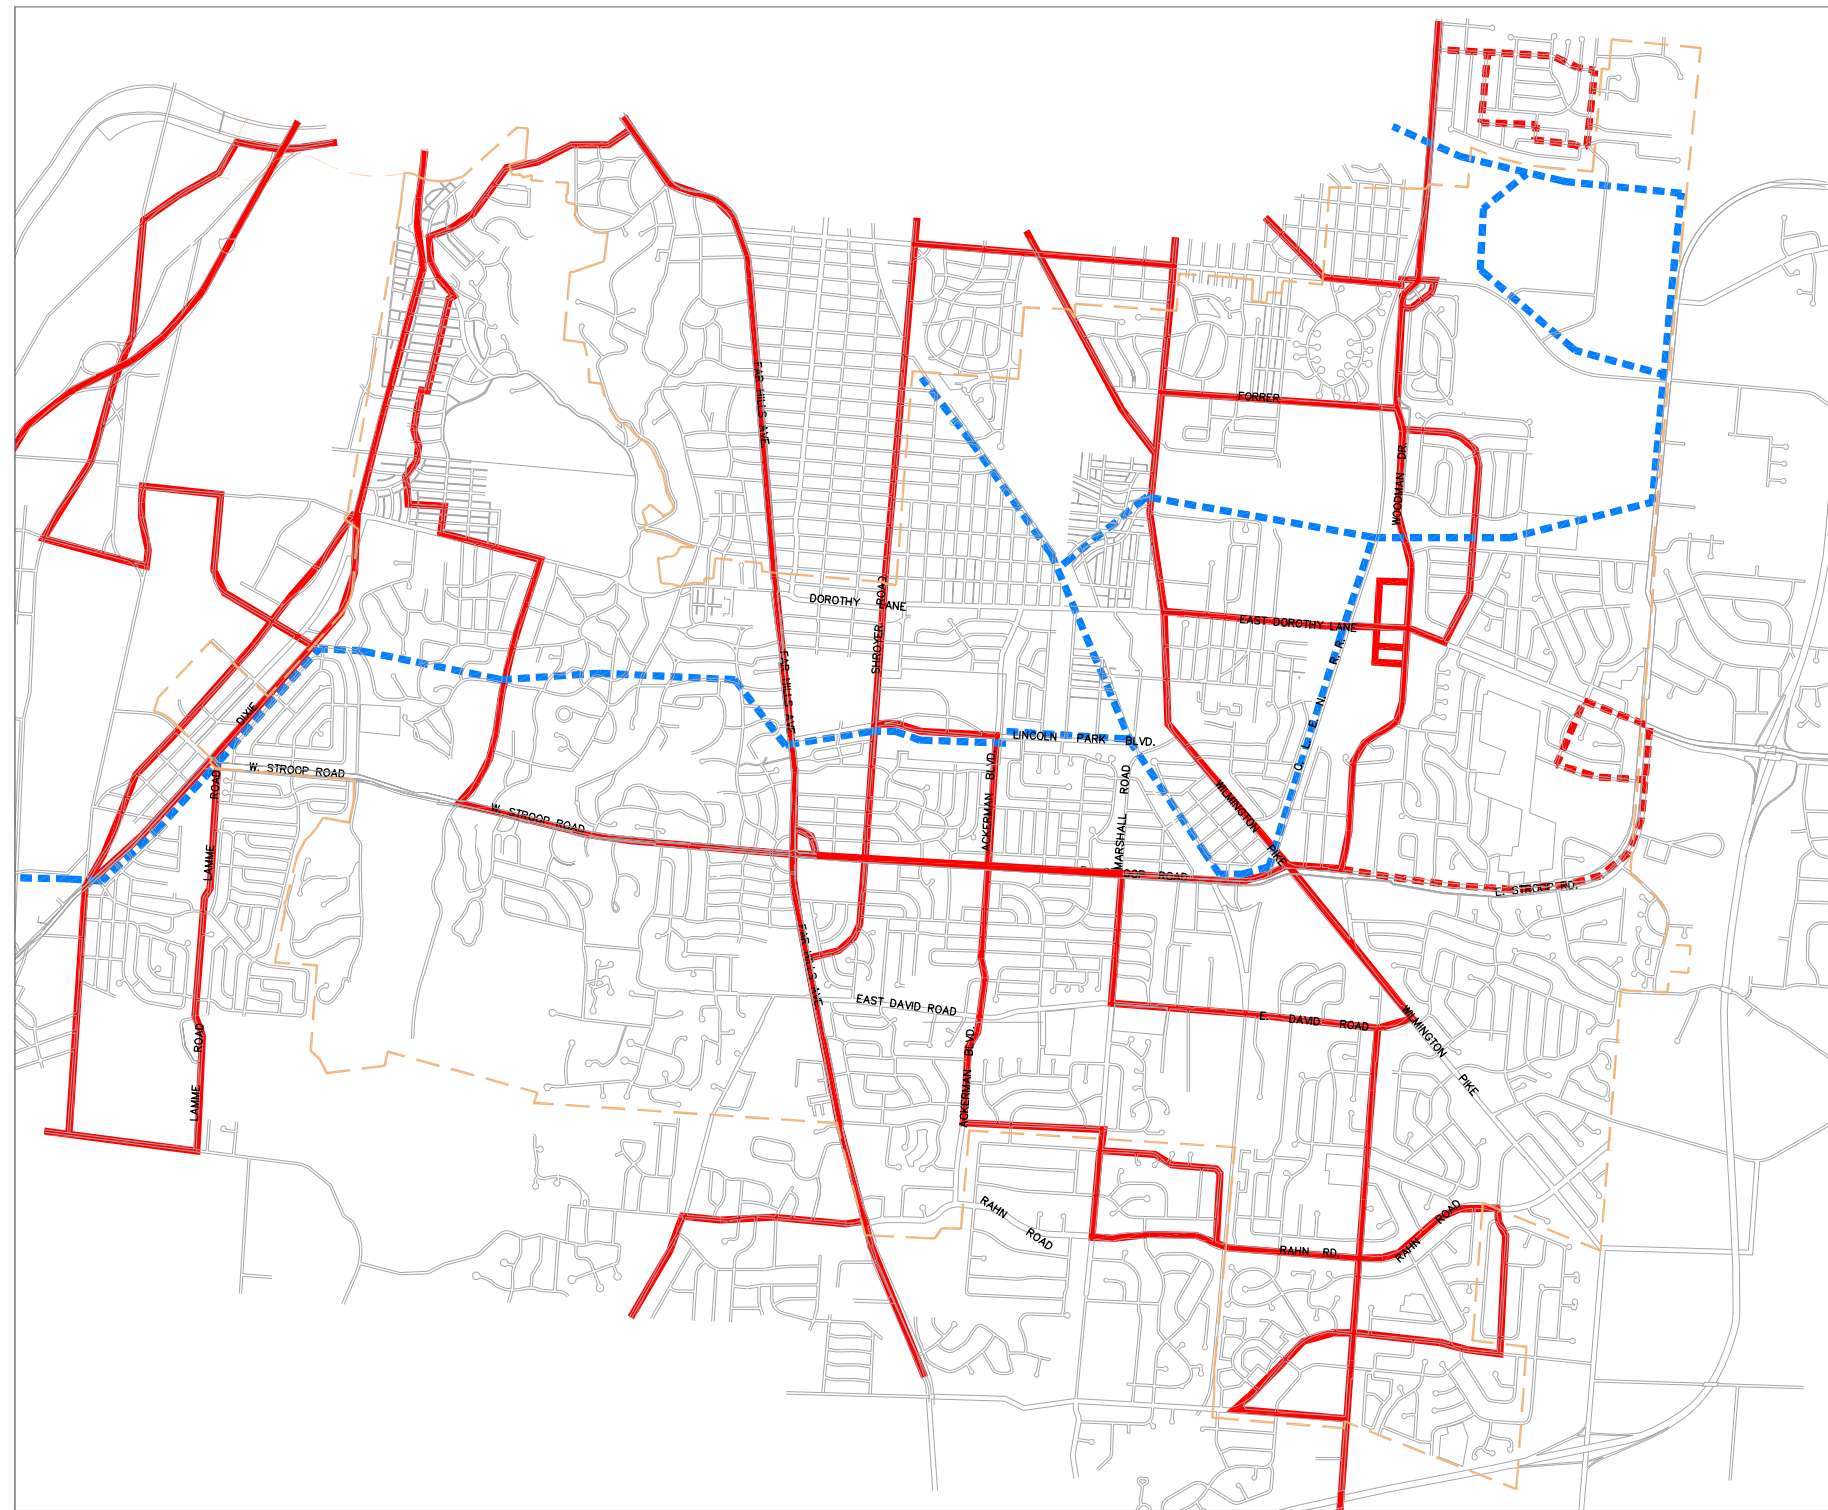 FAR HILLS AVE
FORRER
WOODMAN DR.
DOROTHY LANE
SHROYER ROAD
EAST DOROTHY LANE
FAR HILLS AVE
R. R.
DIXIE
LINCOLN PARK BLVD.
W. STROOP ROAD
LAMME ROAD
W. STROOP ROAD
ACKERMAN BLVD.
MARSHALL ROAD
WILMINGTON PIKE
ROAD
E. STROOP RD.
FAR HILLS AVE
EAST DAVID ROAD
E. DAVID ROAD
WILMINGTON PIKE
LAMME ROAD
ACKERMAN BLVD.
RAHN ROAD
RAHN RD.
RAHN ROAD